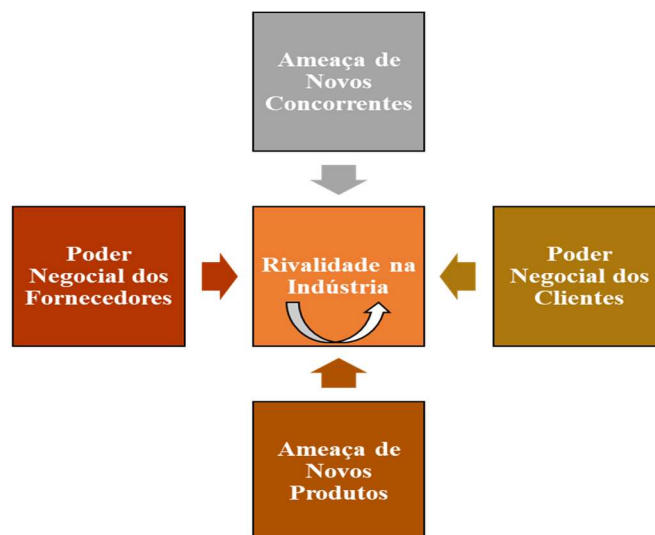 Ameaça de
Novos
Concorrentes
Poder
Negocial dos
Fornecedores
Rivalidade na
Indústria
Poder
Negocial dos
Clientes
Ameaça de
Novos
Produtos